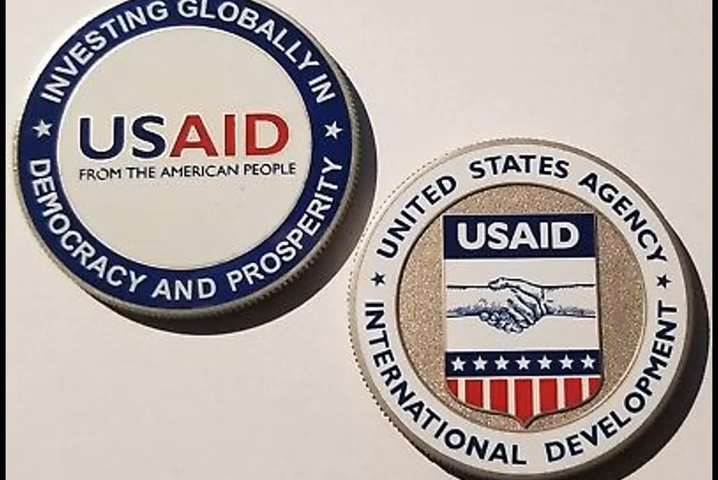 INVESTING GLOBALLY IN
USAID
FROM THE AMERICAN PEOPLE
DEMOCRACY AND PROSPERITY
UNITED STATES AGENCY
USAID
INTERNATIONAL DEVELOPMENT